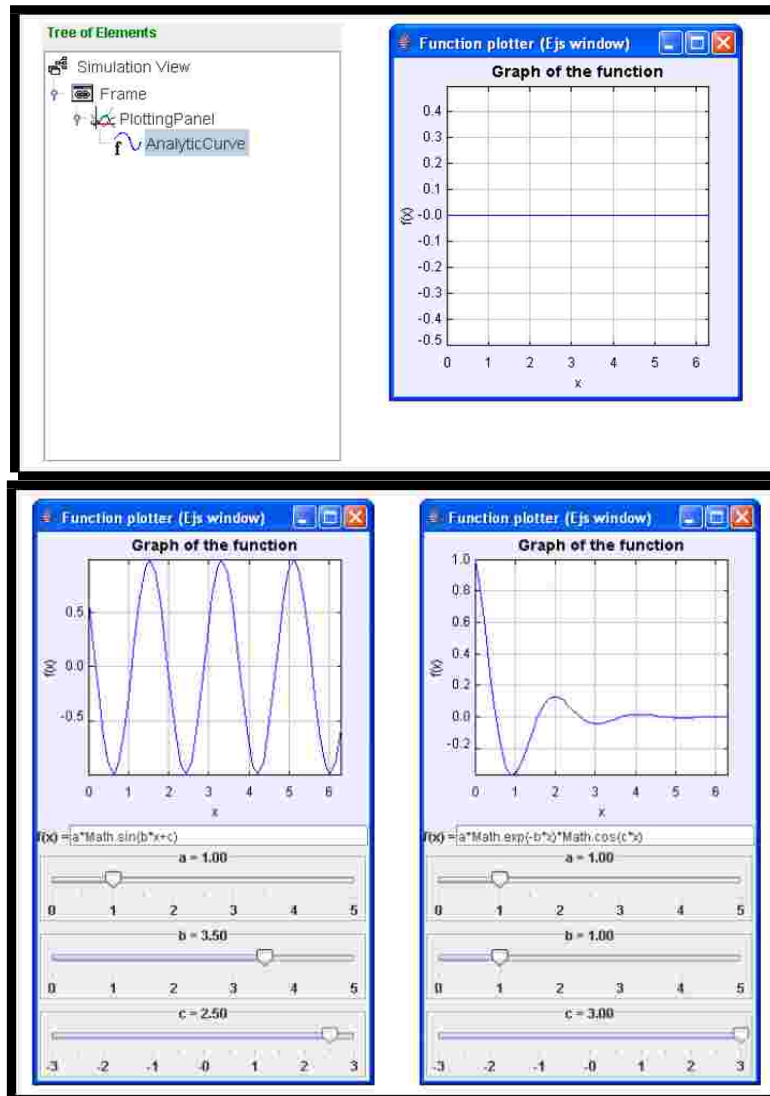 Tree of Elements
Simulation View
Frame
PlottingPanel
f AnalyticCurve
Function plotter (Ejs window)
Graph of the function
0.4
0.3
0.2
0.1
-0.0
-0.1
-0.2
-0.3
-0.4
-0.5
f(x)
0 1 2 3 4 5 6
x
Function plotter (Ejs window)
Graph of the function
0.5
0.0
-0.5
f(x)
0 1 2 3 4 5 6
x
f(x) = a*Math.sin(b*x+c)
a = 1.00
0 1 2 3 4 5
b = 3.50
0 1 2 3 4 5
c = 2.50
-3 -2 -1 -0 1 2 3
Function plotter (Ejs window)
Graph of the function
1.0
0.8
0.6
0.4
0.2
0.0
-0.2
f(x)
0 1 2 3 4 5 6
x
f(x) = a*Math.exp(-b*x)*Math.cos(c*x)
a = 1.00
0 1 2 3 4 5
b = 1.00
0 1 2 3 4 5
c = 3.00
-3 -2 -1 -0 1 2 3